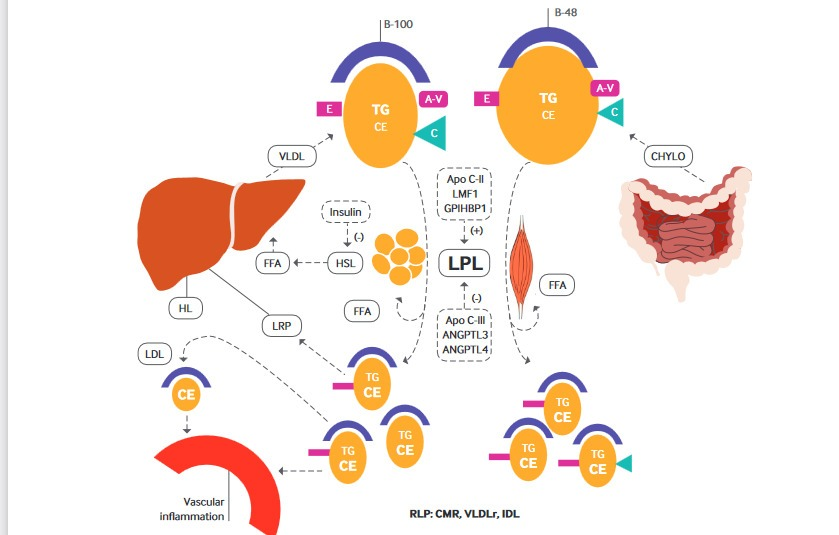 B-100
B-48
E
TG
CE
A-V
C
E
TG
CE
A-V
C
VLDL
CHYLO
Apo C-II
LMF1
GPIHBP1
Insulin
(-)
(+)
FFA
HSL
LPL
FFA
HL
FFA
(-)
LRP
Apo C-III
ANGPTL3
ANGPTL4
LDL
CE
TG
CE
TG
CE
TG
CE
TG
CE
TG
CE
TG
CE
Vascular
inflammation
RLP: CMR, VLDLr, IDL